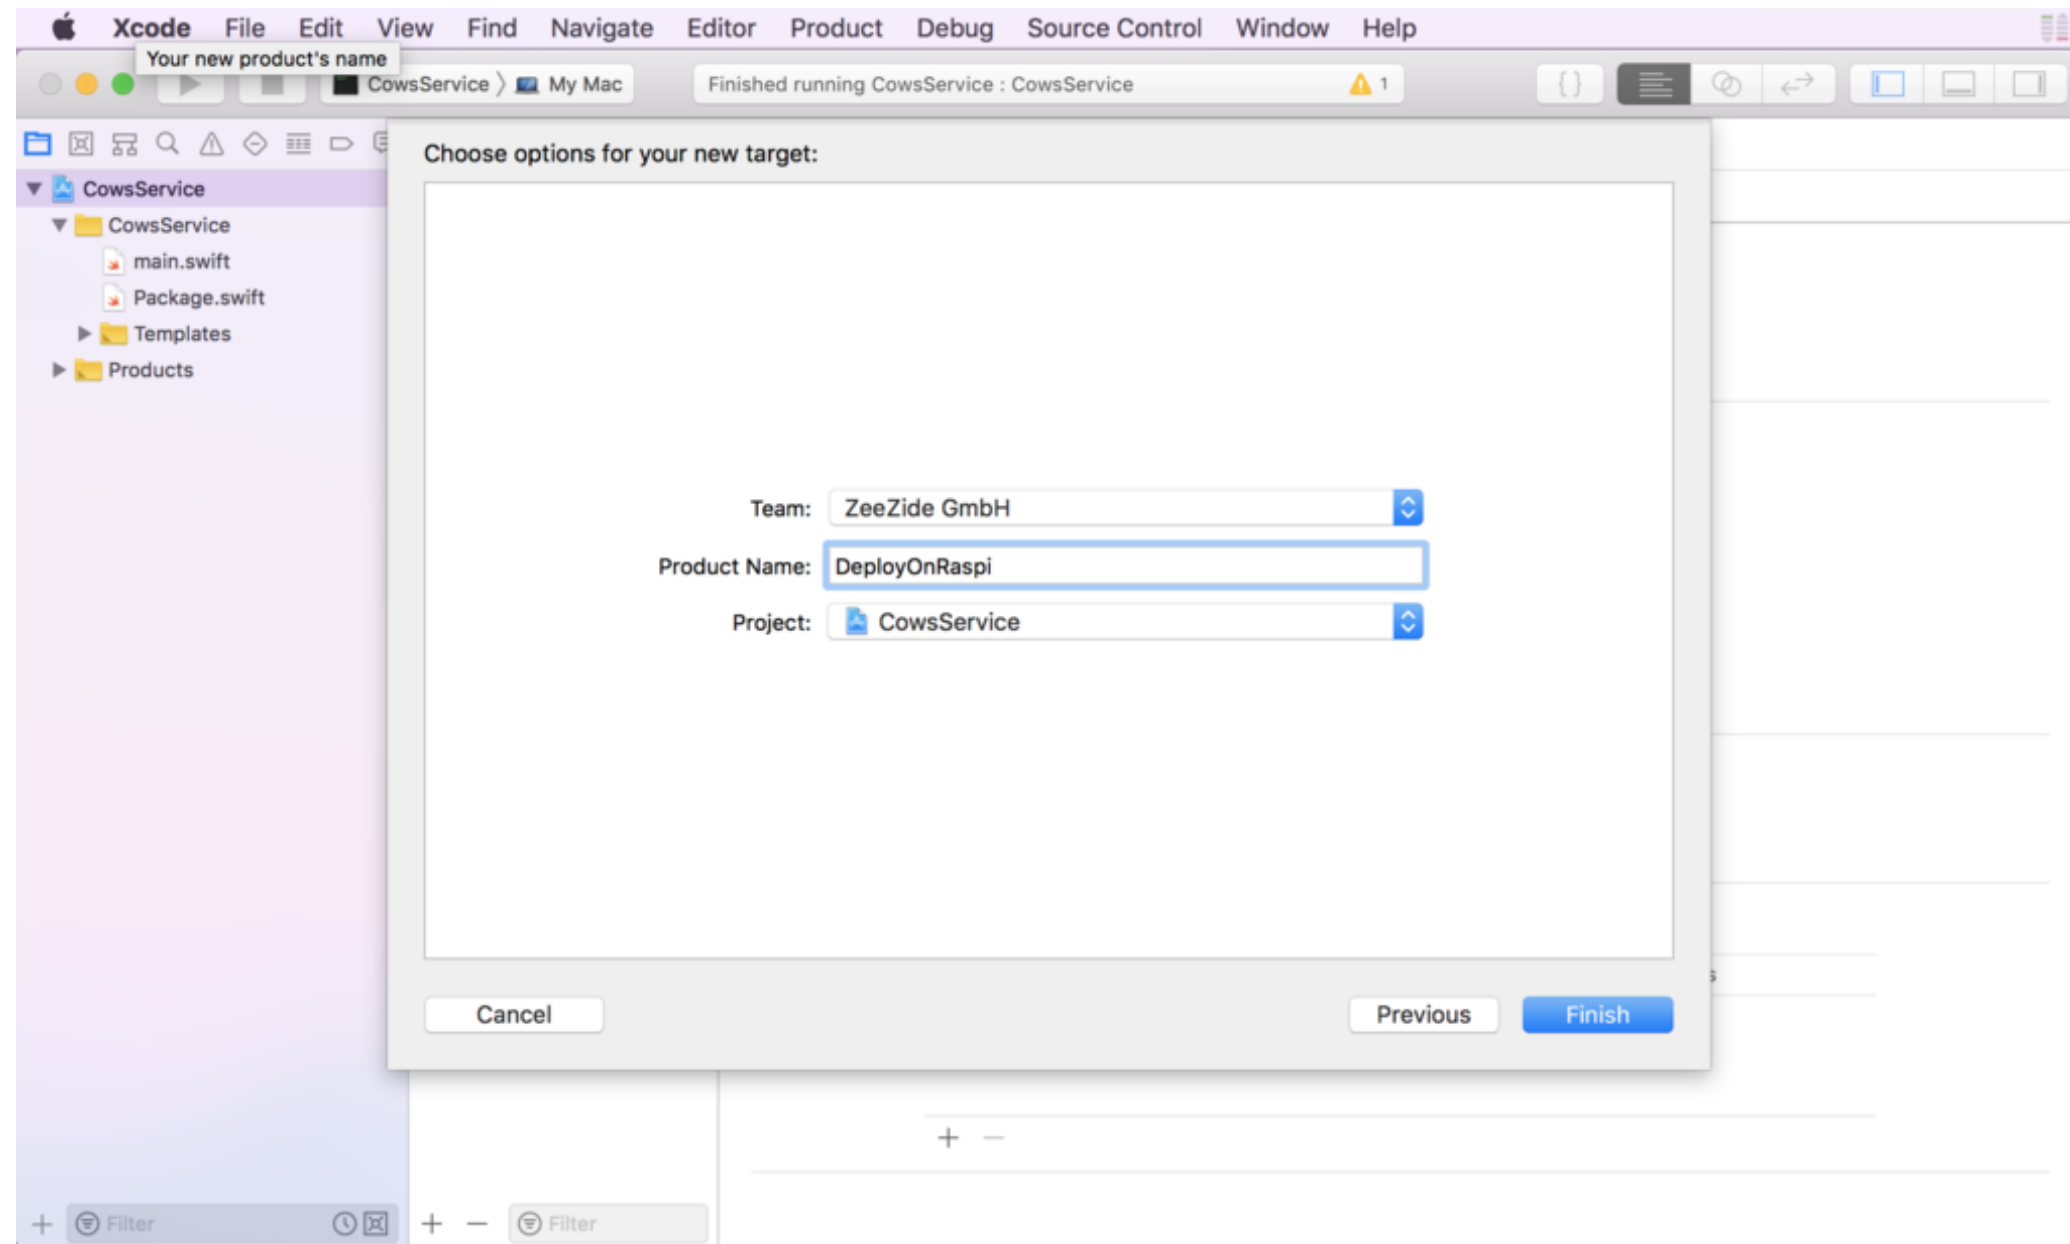 Xcode File Edit View Find Navigate Editor Product Debug Source Control Window Help
Your new product's name
CowsService My Mac
Finished running CowsService : CowsService
1
Choose options for your new target:
CowsService
CowsService
main.swift
Package.swift
Templates
Products
Team: ZeeZide GmbH
Product Name: DeployOnRaspi
Project: CowsService
s
Cancel Previous Finish
Filter
Filter